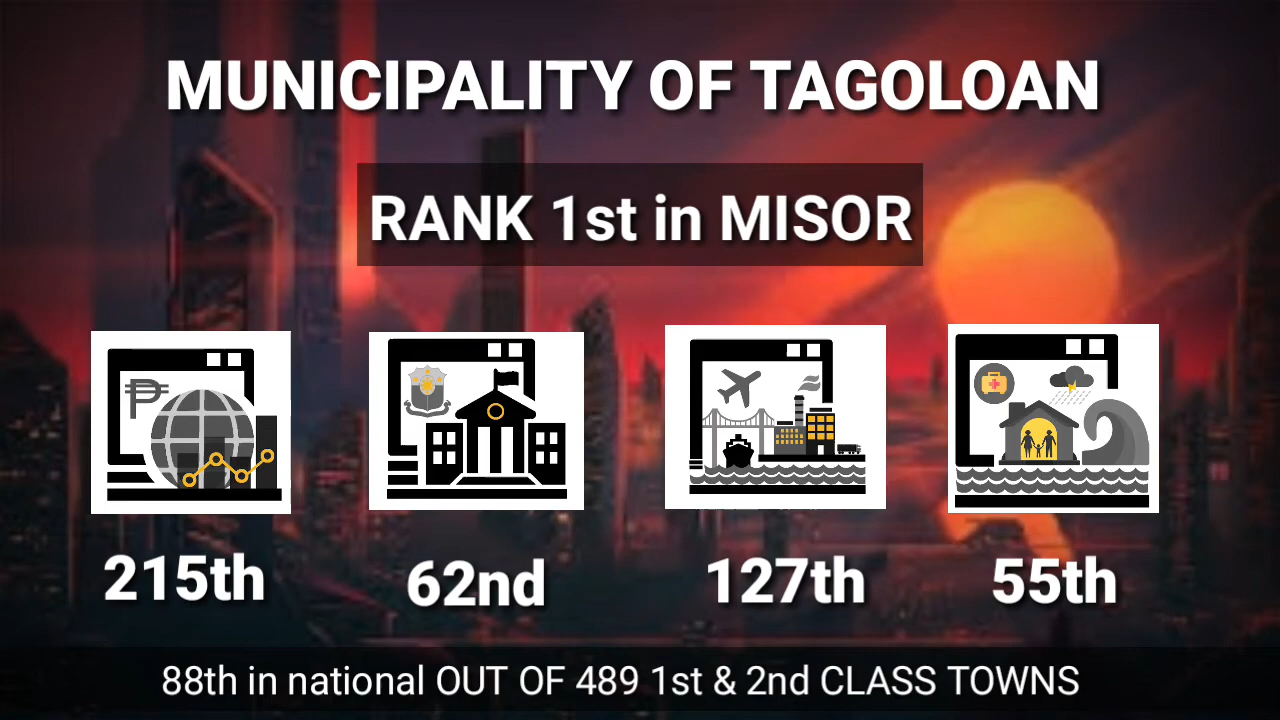 MUNICIPALITY OF TAGOLOAN
RANK 1st in MISOR
215th 62nd 127th 55th
88th in national OUT OF 489 1st & 2nd CLASS TOWNS